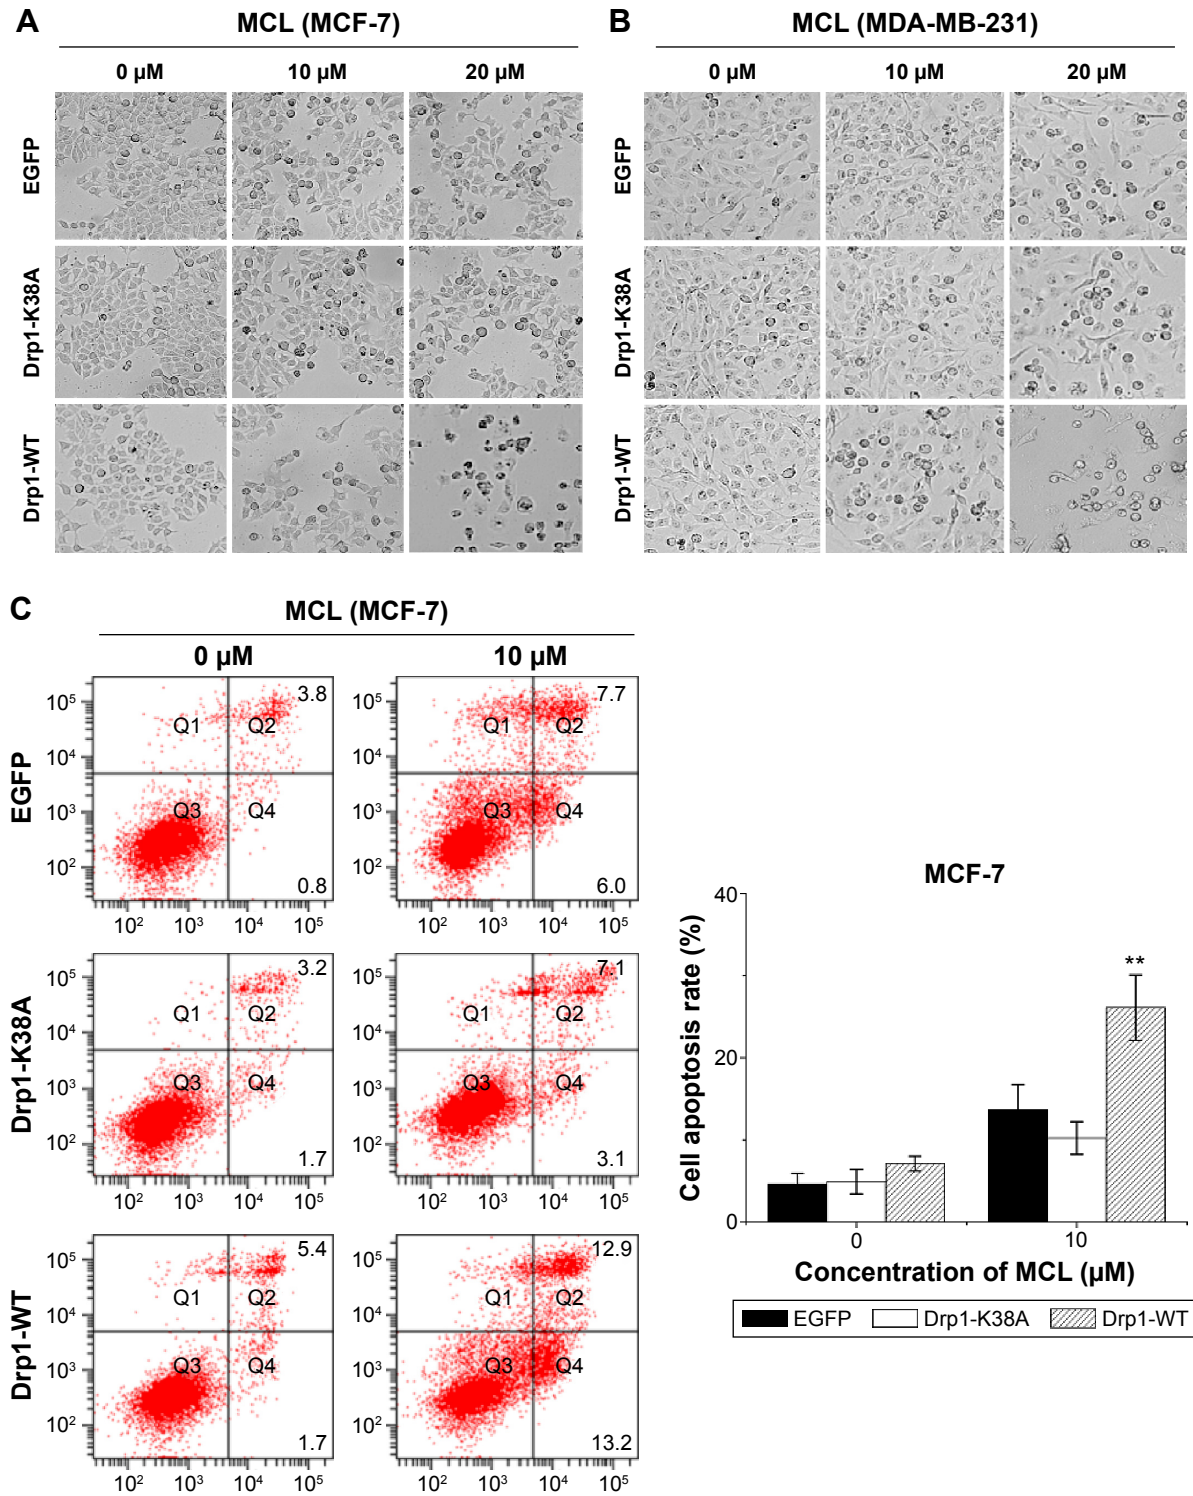 A
MCL (MCF-7)
0 µM 10 µM 20 µM
EGFP
Drp1-K38A
Drp1-WT
B
MCL (MDA-MB-231)
0 µM 10 µM 20 µM
EGFP
Drp1-K38A
Drp1-WT
C
MCL (MCF-7)
0 µM 10 µM
EGFP
10⁵
10⁴
10³
10²
Q1 Q2 3.8
Q3 Q4 0.8
10² 10³ 10⁴ 10⁵
10⁵
10⁴
10³
10²
Q1 Q2 7.7
Q3 Q4 6.0
10² 10³ 10⁴ 10⁵
Drp1-K38A
10⁵
10⁴
10³
10²
Q1 Q2 3.2
Q3 Q4 1.7
10² 10³ 10⁴ 10⁵
10⁵
10⁴
10³
10²
Q1 Q2 7.1
Q3 Q4 3.1
10² 10³ 10⁴ 10⁵
Drp1-WT
10⁵
10⁴
10³
10²
Q1 Q2 5.4
Q3 Q4 1.7
10² 10³ 10⁴ 10⁵
10⁵
10⁴
10³
10²
Q1 Q2 12.9
Q3 Q4 13.2
10² 10³ 10⁴ 10⁵
MCF-7
Cell apoptosis rate (%)
40
20
0
**
0 10
Concentration of MCL (µM)
EGFP Drp1-K38A Drp1-WT